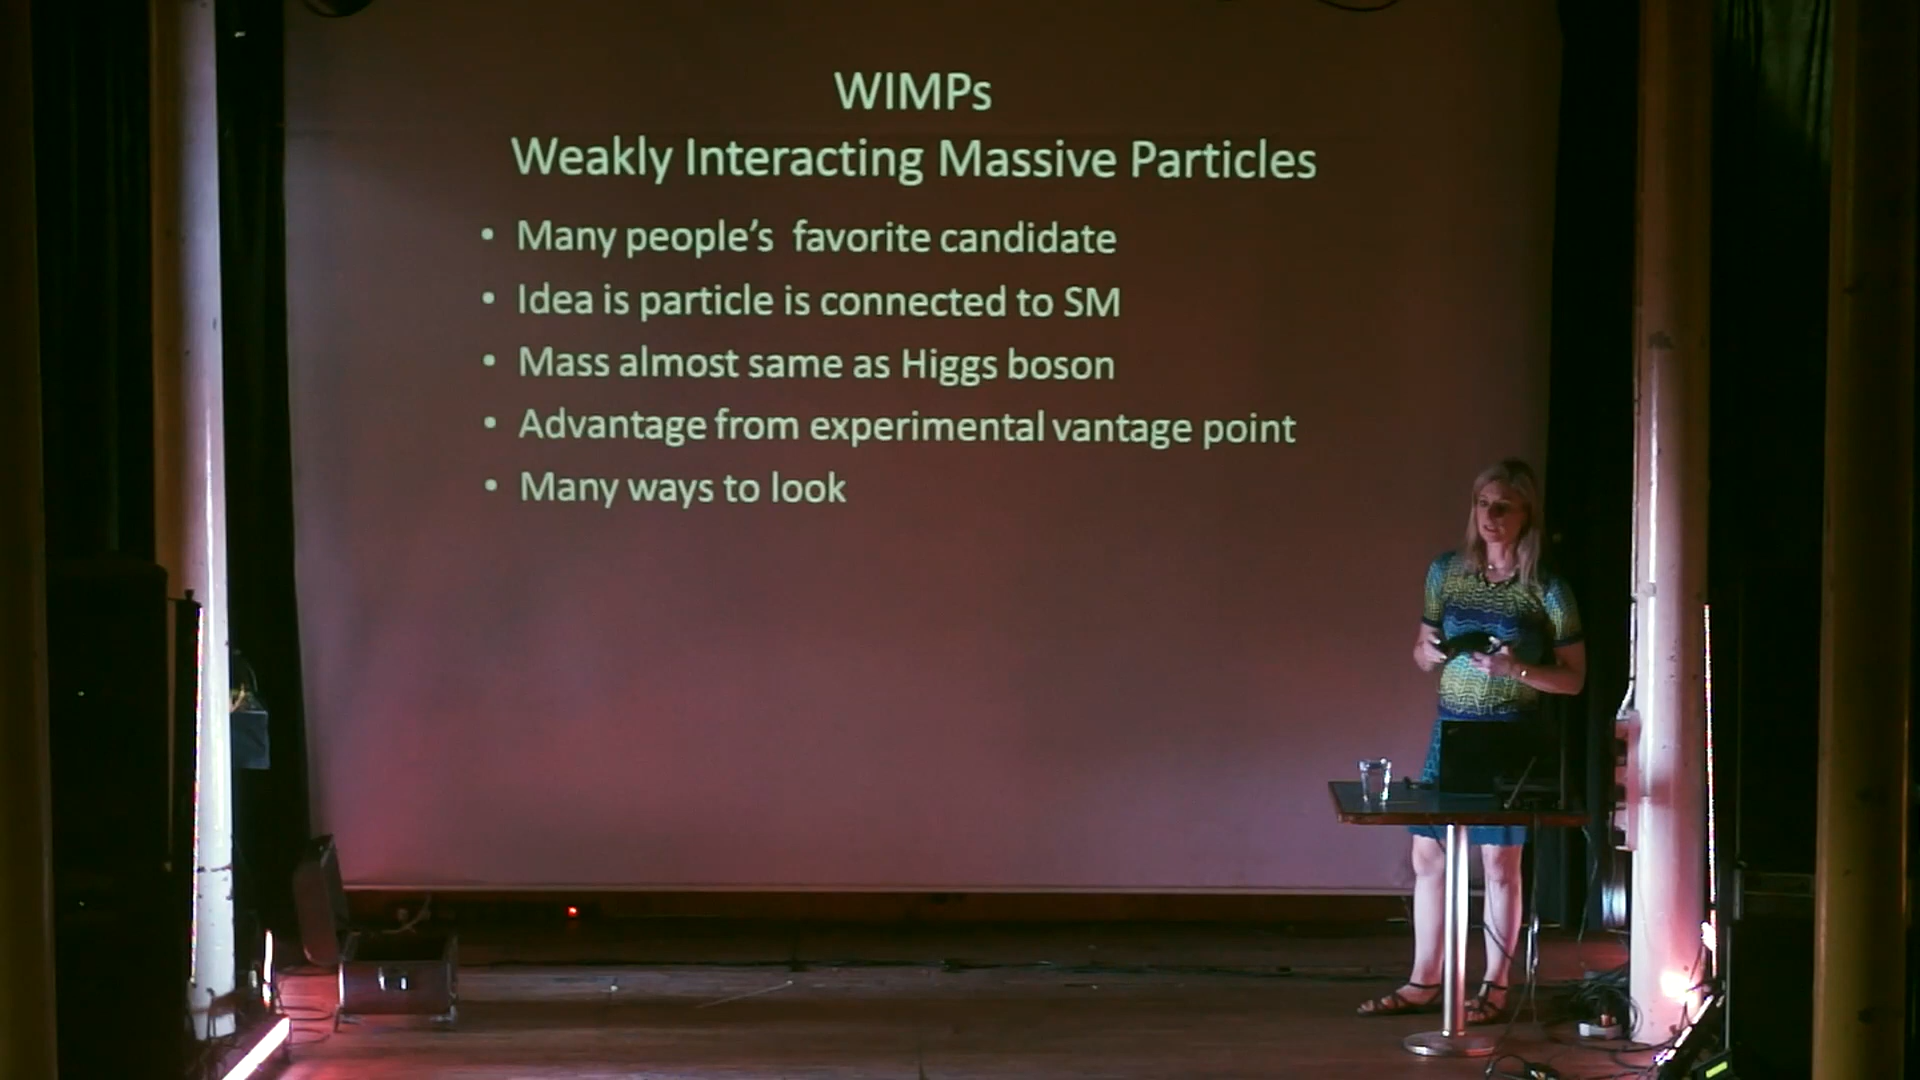 WIMPs
Weakly Interacting Massive Particles
• Many people's  favorite candidate
• Idea is particle is connected to SM
• Mass almost same as Higgs boson
• Advantage from experimental vantage point
• Many ways to look